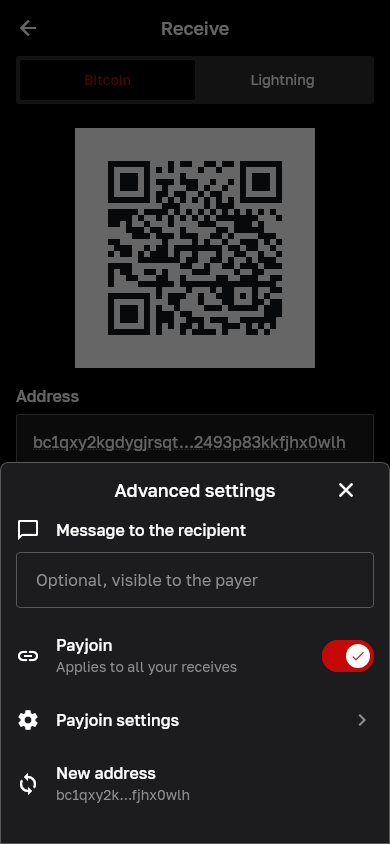 Receive
Bitcoin
Lightning
Address
bc1qxy2kgdygjrsqt...2493p83kkfjhx0wlh
Advanced settings
Message to the recipient
Optional, visible to the payer
Payjoin
Applies to all your receives
Payjoin settings
New address
bc1qxy2k...fjhx0wlh